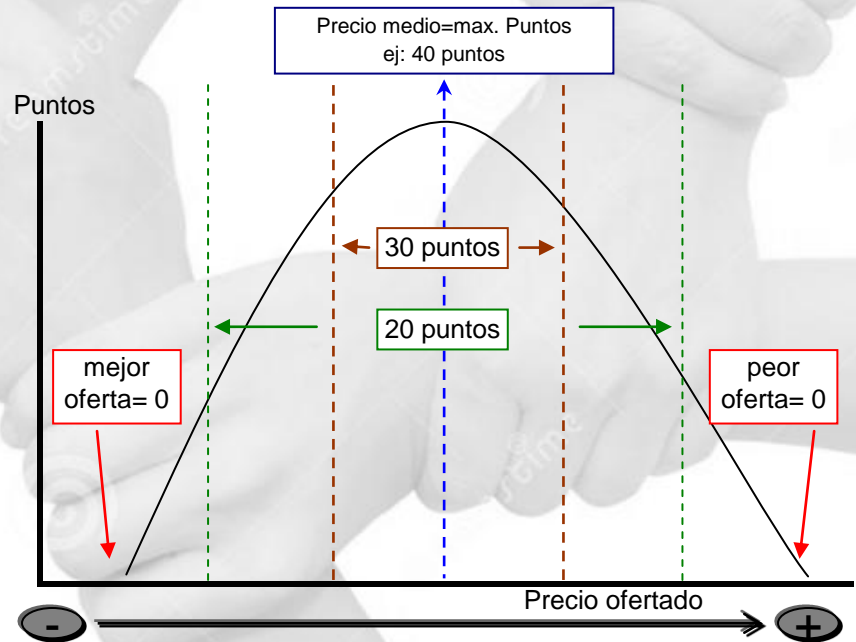 Precio medio=max. Puntos
ej: 40 puntos
Puntos
30 puntos
20 puntos
mejor
oferta= 0
peor
oferta= 0
Precio ofertado
-
+